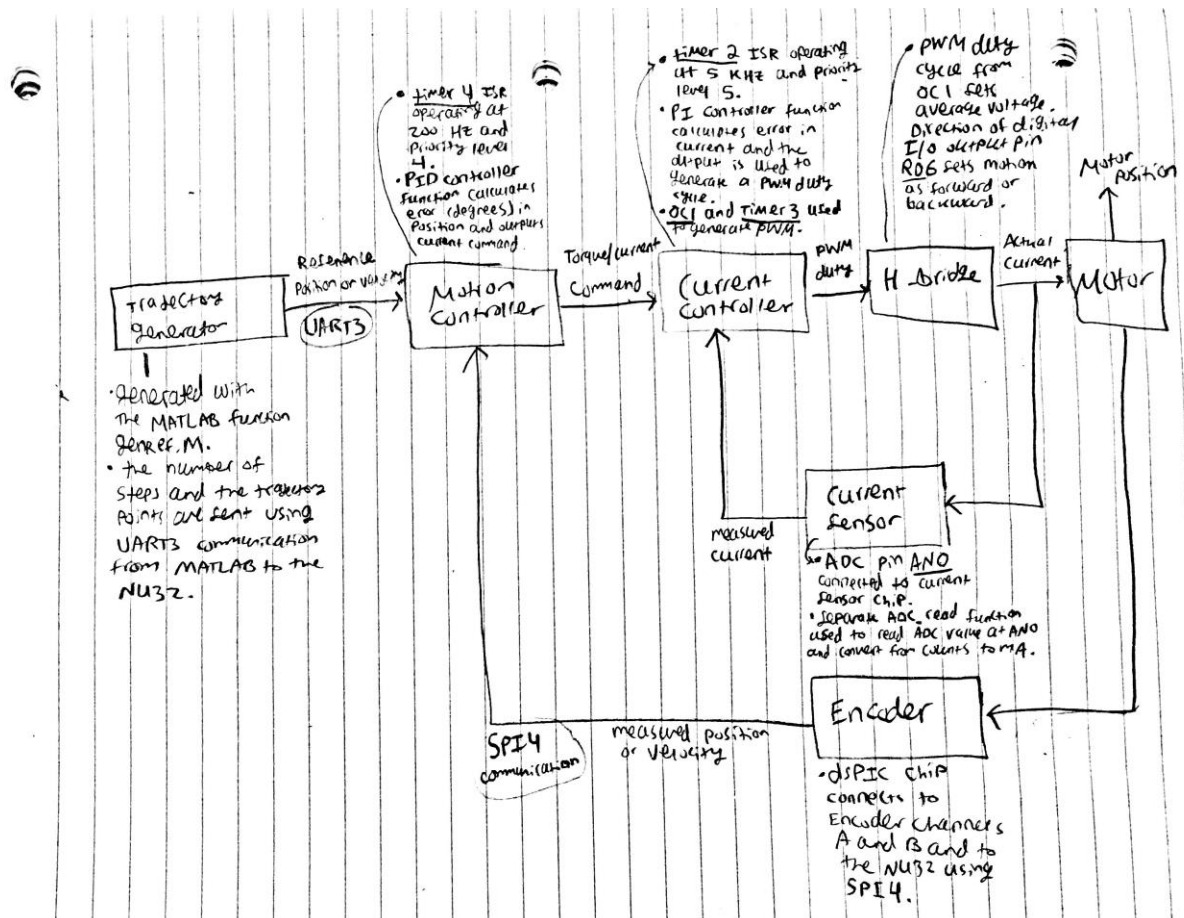 • timer 4 ISR
operating at
200 HZ and
Priority level
4.
• PID controller
function calculates
error (degrees) in
Position and outputs
current command.
• timer 2 ISR operating
at 5 KHZ and priority
level 5.
• PI controller function
calculates error in
current and the
output is used to
generate a PWM duty
cycle.
• OC1 and Timer 3 used
to generate PWM.
• PWM duty
cycle from
OC1 sets
average voltage.
Direction of digital
I/O output pin
RD6 sets motion
as forward or
backward.
Motor
Position
Trajectory
generator
Reference
Position or velocity
UART3
Motion
Controller
Torque/current
Command
Current
Controller
PWM
duty
H_Bridge
Actual
Current
Motor
• generated with
the MATLAB function
genRef.M.
• the number of
steps and the trajectory
points are sent using
UART3 communication
from MATLAB to the
NU32.
Current
Sensor
measured
current
• ADC pin AN0
connected to current
sensor chip.
• separate ADC_read function
used to read ADC value at AN0
and convert from counts to mA.
Encoder
measured position
or velocity
SPI4
communication
• dsPIC chip
connects to
Encoder channels
A and B and to
the NU32 using
SPI4.